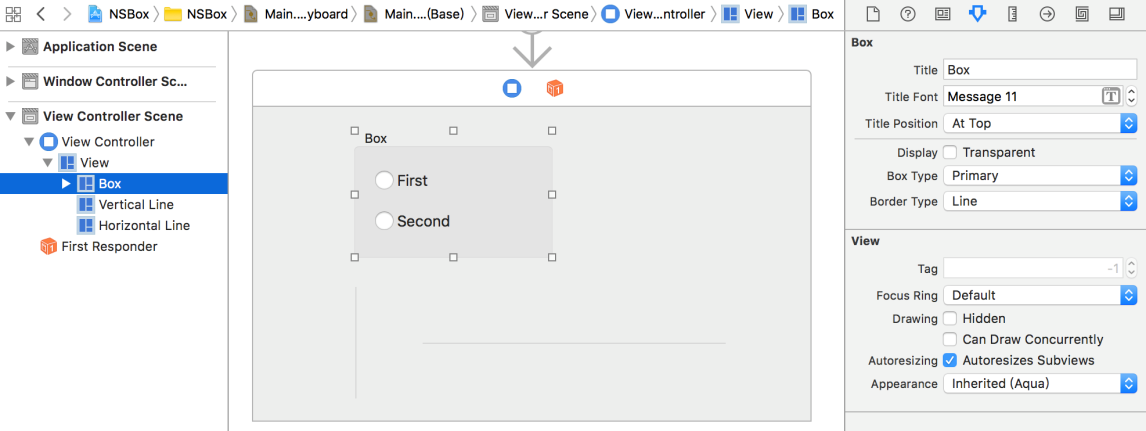 NSBox NSBox Main....yboard Main....(Base) View...r Scene View...ntroller View Box
Application Scene
Window Controller Sc...
View Controller Scene
View Controller
View
Box
Vertical Line
Horizontal Line
First Responder
Box
First
Second
Box
Title Box
Title Font Message 11 T
Title Position At Top
Display Transparent
Box Type Primary
Border Type Line
View
Tag -1
Focus Ring Default
Drawing Hidden
Can Draw Concurrently
Autoresizing Autoresizes Subviews
Appearance Inherited (Aqua)